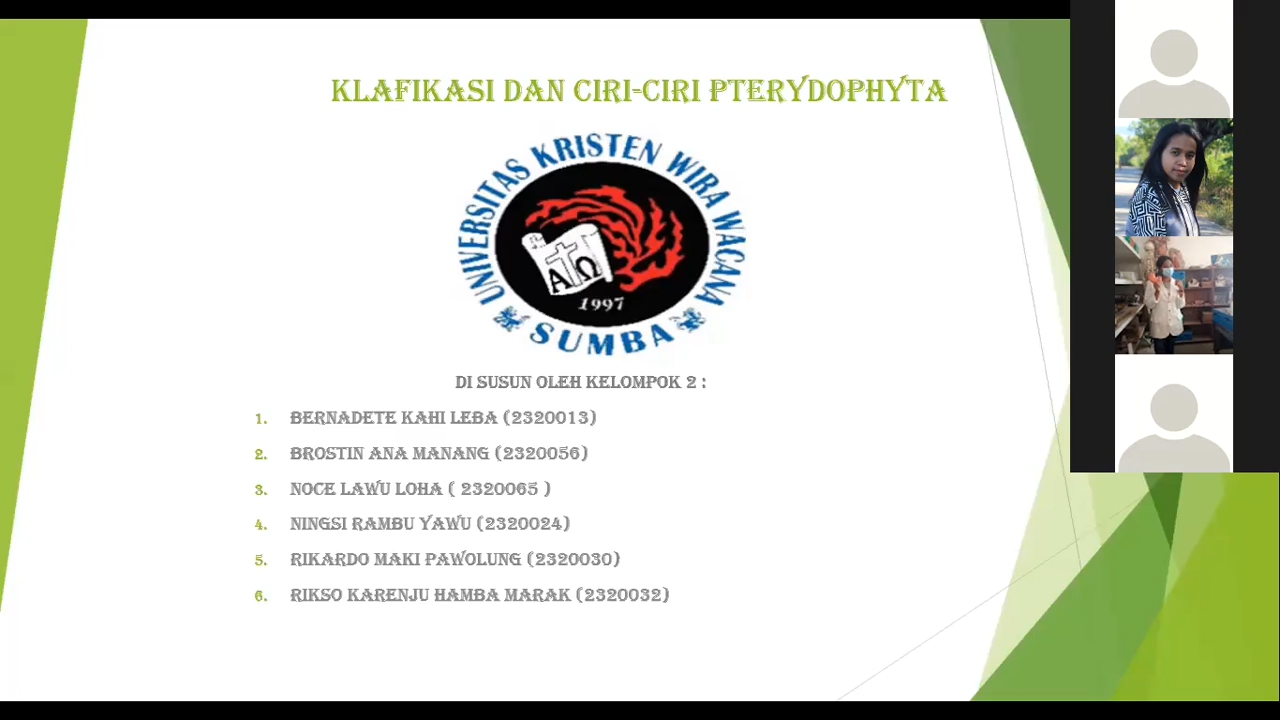 KLAFIKASI DAN CIRI-CIRI PTERYDOPHYTA
UNIVERSITAS KRISTEN WIRA WACANA
Α Ω
1997
SUMBA
DI SUSUN OLEH KELOMPOK 2 :
1. BERNADETE KAHI LEBA (2320013)
2. BROSTIN ANA MANANG (2320056)
3. NOCE LAWU LOHA ( 2320065 )
4. NINGSI RAMBU YAWU (2320024)
5. RIKARDO MAKI PAWOLUNG (2320030)
6. RIKSO KARENJU HAMBA MARAK (2320032)